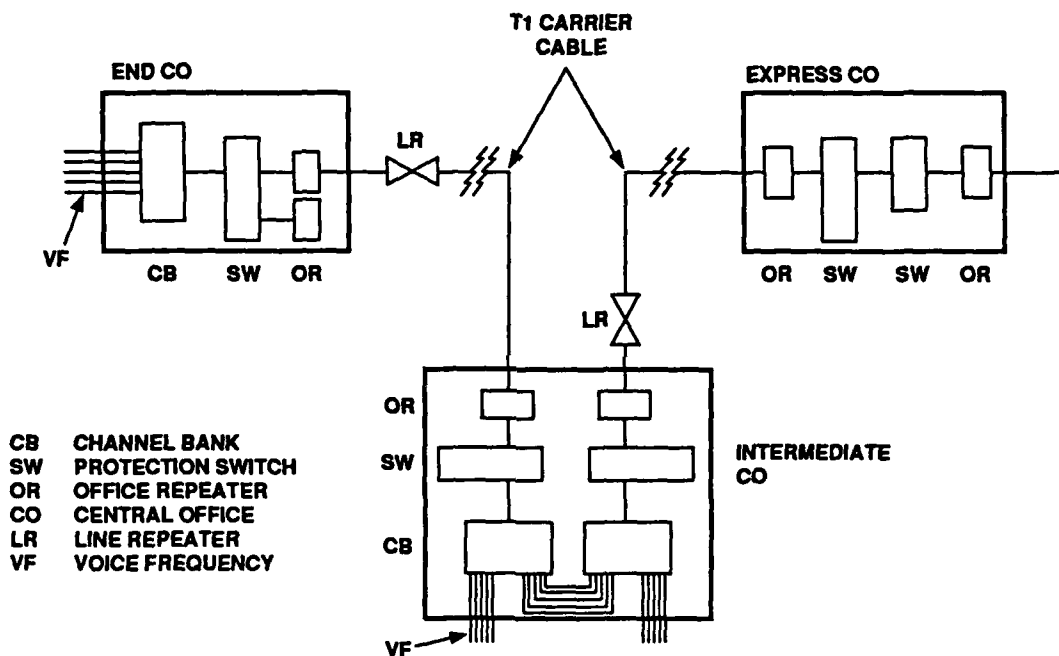 T1 CARRIER
CABLE
END CO
EXPRESS CO
LR
VF
CB SW OR
OR SW SW OR
LR
OR
SW
CB
INTERMEDIATE
CO
CB CHANNEL BANK
SW PROTECTION SWITCH
OR OFFICE REPEATER
CO CENTRAL OFFICE
LR LINE REPEATER
VF VOICE FREQUENCY
VF